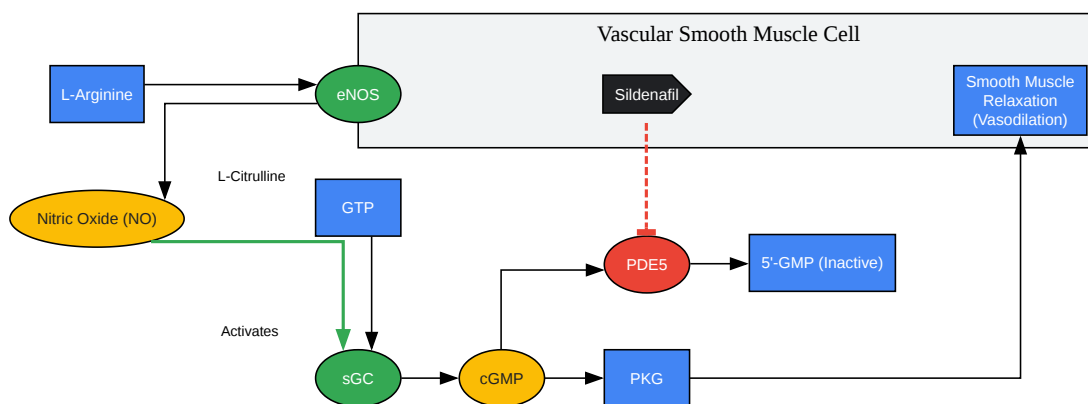 Vascular Smooth Muscle Cell
L-Arginine
eNOS
Sildenafil
Smooth Muscle
Relaxation
(Vasodilation)
L-Citrulline
Nitric Oxide (NO)
GTP
PDE5
5'-GMP (Inactive)
Activates
sGC
cGMP
PKG